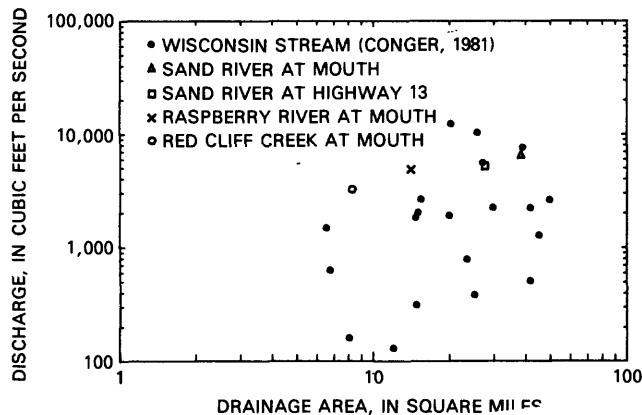 DISCHARGE, IN CUBIC FEET PER SECOND
100,000
10,000
1,000
100
WISCONSIN STREAM (CONGER, 1981)
SAND RIVER AT MOUTH
SAND RIVER AT HIGHWAY 13
RASPBERRY RIVER AT MOUTH
RED CLIFF CREEK AT MOUTH
1 10 100
DRAINAGE AREA, IN SQUARE MILES